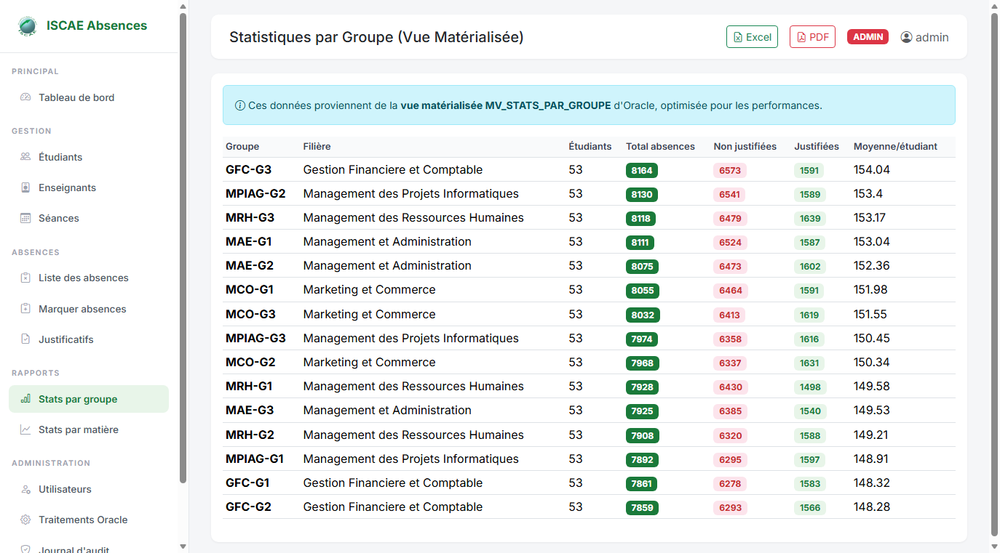 ISCAE Absences
PRINCIPAL
Tableau de bord
GESTION
Étudiants
Enseignants
Séances
ABSENCES
Liste des absences
Marquer absences
Justificatifs
RAPPORTS
Stats par groupe
Stats par matière
ADMINISTRATION
Utilisateurs
Traitements Oracle
Journal d'audit
Statistiques par Groupe (Vue Matérialisée) Excel PDF ADMIN admin
Ces données proviennent de la vue matérialisée MV_STATS_PAR_GROUPE d'Oracle, optimisée pour les performances.
Groupe Filière Étudiants Total absences Non justifiées Justifiées Moyenne/étudiant
GFC-G3 Gestion Financiere et Comptable 53 8164 6573 1591 154.04
MPIAG-G2 Management des Projets Informatiques 53 8130 6541 1589 153.4
MRH-G3 Management des Ressources Humaines 53 8118 6479 1639 153.17
MAE-G1 Management et Administration 53 8111 6524 1587 153.04
MAE-G2 Management et Administration 53 8075 6473 1602 152.36
MCO-G1 Marketing et Commerce 53 8055 6464 1591 151.98
MCO-G3 Marketing et Commerce 53 8032 6413 1619 151.55
MPIAG-G3 Management des Projets Informatiques 53 7974 6358 1616 150.45
MCO-G2 Marketing et Commerce 53 7968 6337 1631 150.34
MRH-G1 Management des Ressources Humaines 53 7928 6430 1498 149.58
MAE-G3 Management et Administration 53 7925 6385 1540 149.53
MRH-G2 Management des Ressources Humaines 53 7908 6320 1588 149.21
MPIAG-G1 Management des Projets Informatiques 53 7892 6295 1597 148.91
GFC-G1 Gestion Financiere et Comptable 53 7861 6278 1583 148.32
GFC-G2 Gestion Financiere et Comptable 53 7859 6293 1566 148.28